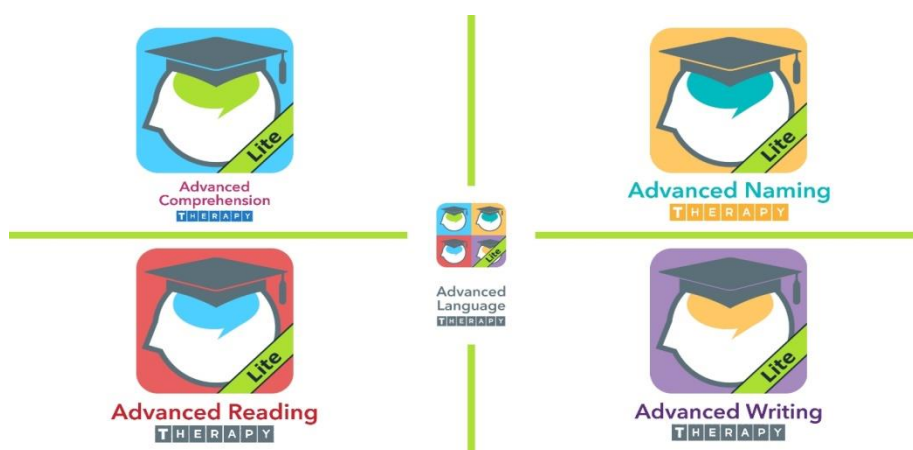 Lite
Advanced
Comprehension
THERAPY
Lite
Advanced Naming
THERAPY
Lite
Advanced
Language
THERAPY
Lite
Advanced Reading
THERAPY
Lite
Advanced Writing
THERAPY